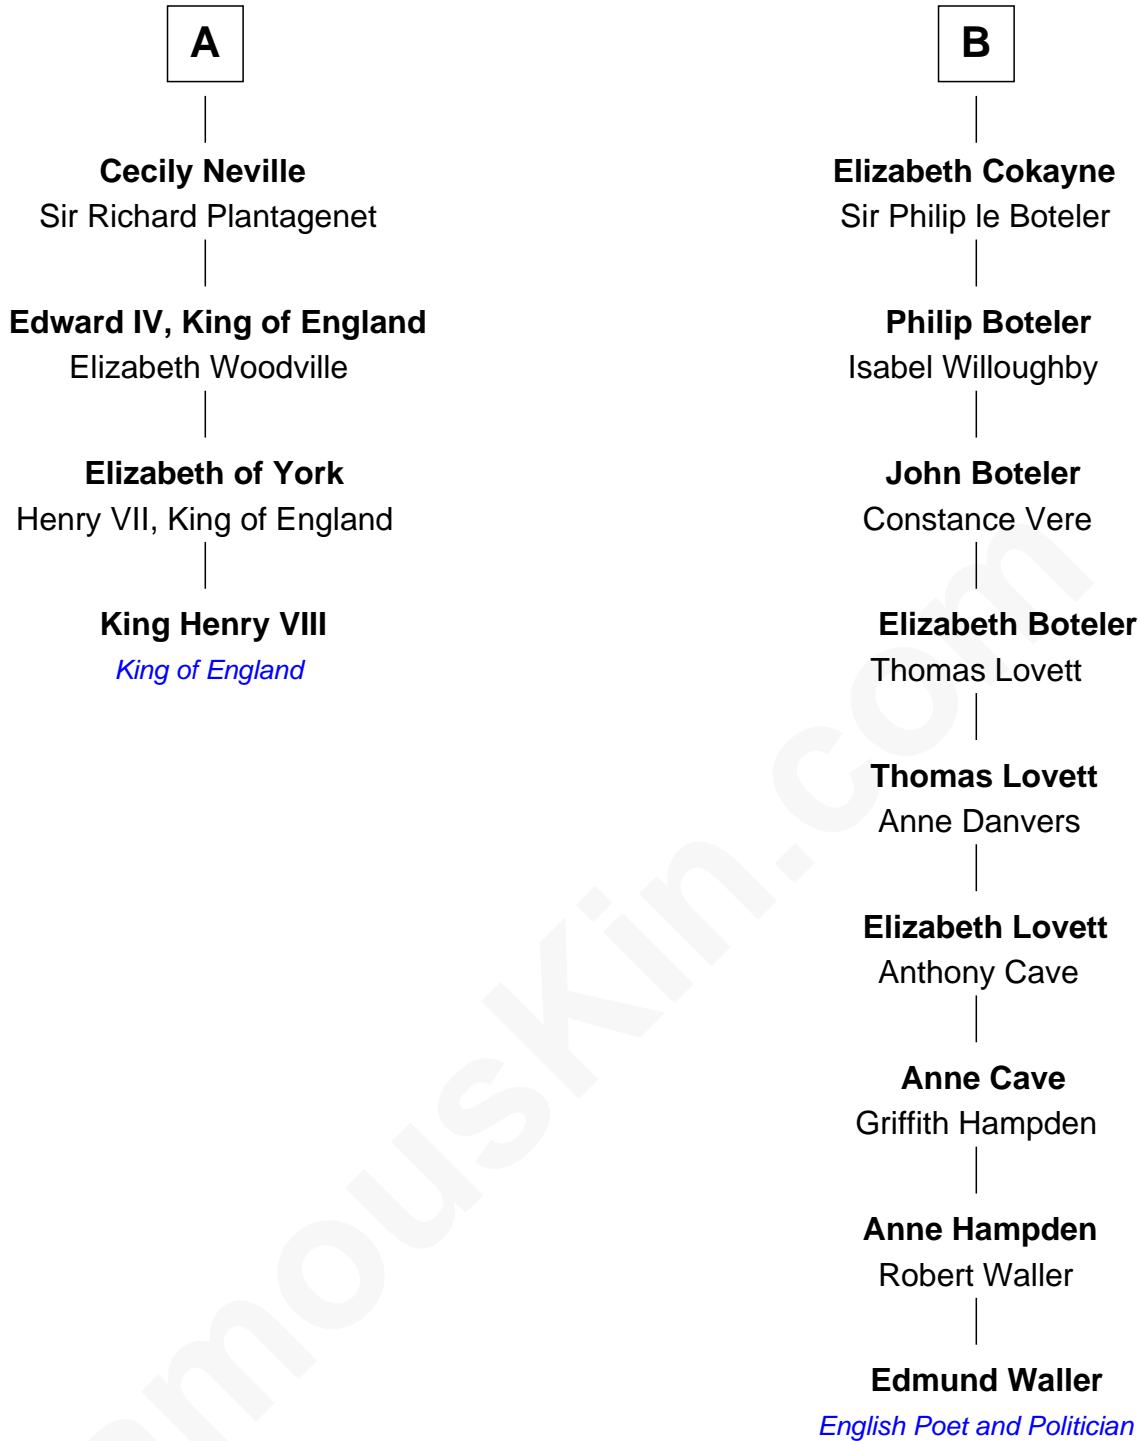 A
Cecily Neville
Sir Richard Plantagenet
Edward IV, King of England
Elizabeth Woodville
Elizabeth of York
Henry VII, King of England
King Henry VIII
King of England
B
Elizabeth Cokayne
Sir Philip le Boteler
Philip Boteler
Isabel Willoughby
John Boteler
Constance Vere
Elizabeth Boteler
Thomas Lovett
Thomas Lovett
Anne Danvers
Elizabeth Lovett
Anthony Cave
Anne Cave
Griffith Hampden
Anne Hampden
Robert Waller
Edmund Waller
English Poet and Politician
amouskin.com